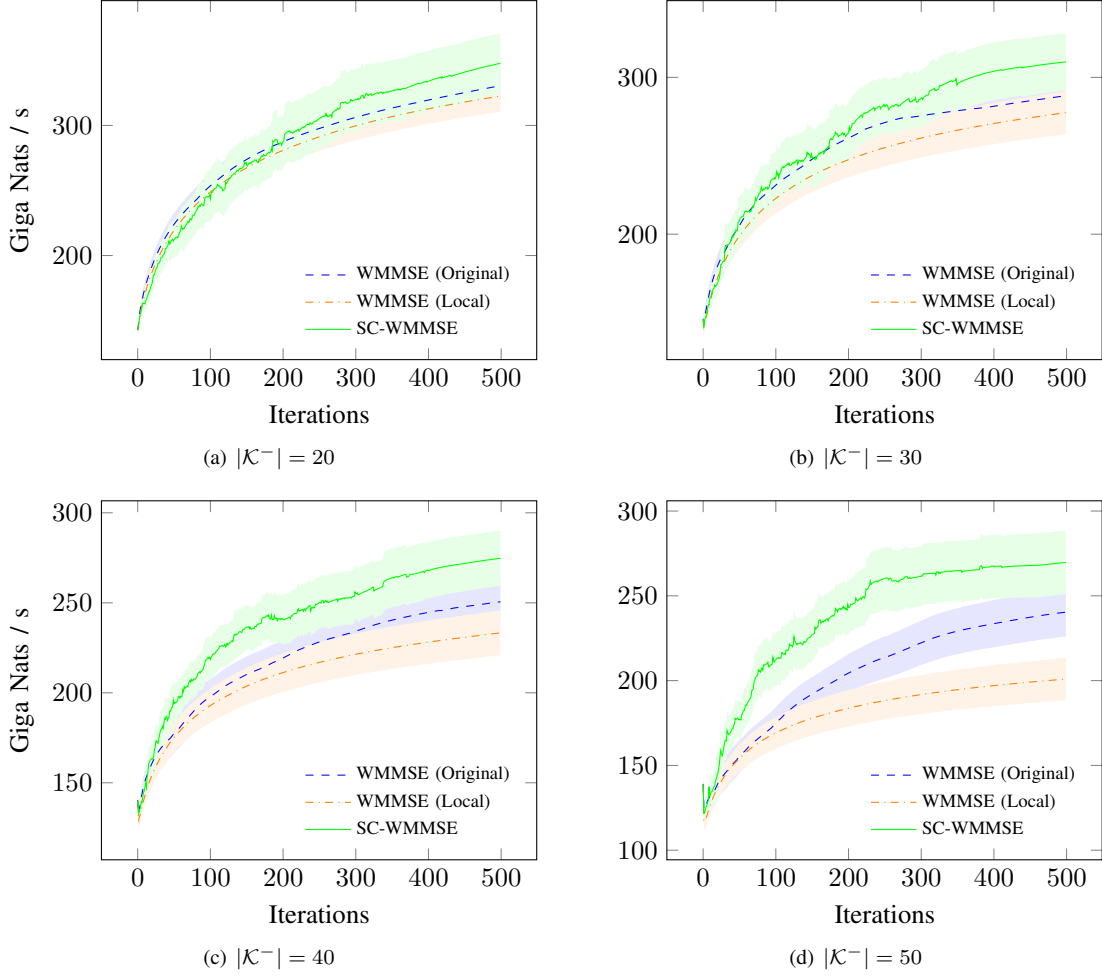 Giga Nats / s
300
200
WMMSE (Original)
WMMSE (Local)
SC-WMMSE
0 100 200 300 400 500
Iterations
(a) |𝒦⁻| = 20
300
200
WMMSE (Original)
WMMSE (Local)
SC-WMMSE
0 100 200 300 400 500
Iterations
(b) |𝒦⁻| = 30
Giga Nats / s
300
250
200
150
WMMSE (Original)
WMMSE (Local)
SC-WMMSE
0 100 200 300 400 500
Iterations
(c) |𝒦⁻| = 40
300
250
200
150
100
WMMSE (Original)
WMMSE (Local)
SC-WMMSE
0 100 200 300 400 500
Iterations
(d) |𝒦⁻| = 50